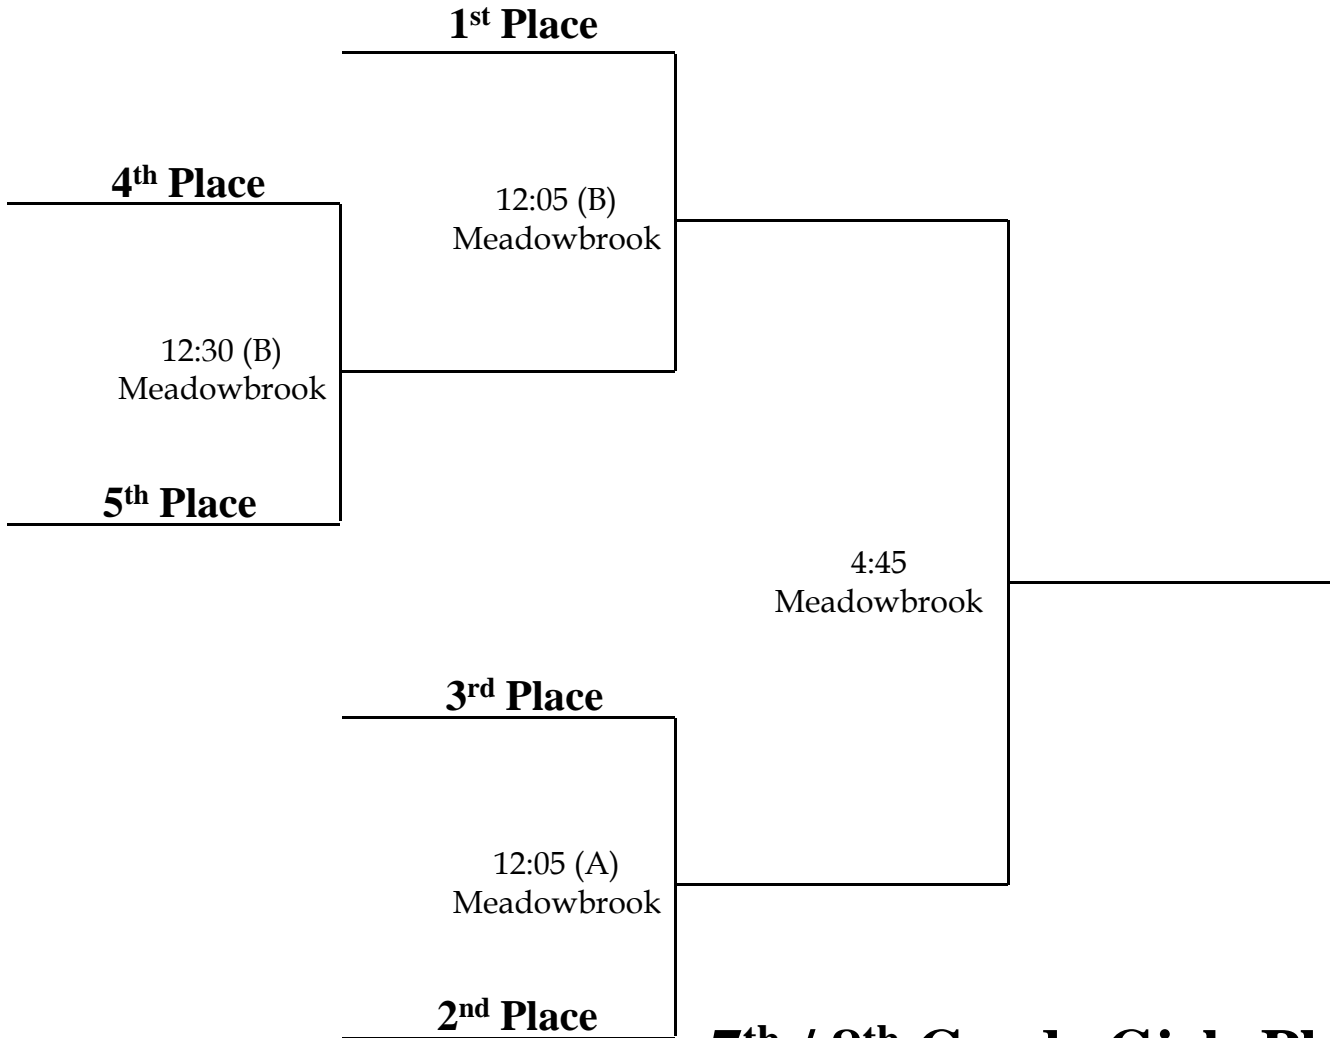 1st Place
4th Place
12:05 (B)
Meadowbrook
12:30 (B)
Meadowbrook
5th Place
4:45
Meadowbrook
3rd Place
12:05 (A)
Meadowbrook
2nd Place
7th / 8th Grade Girls